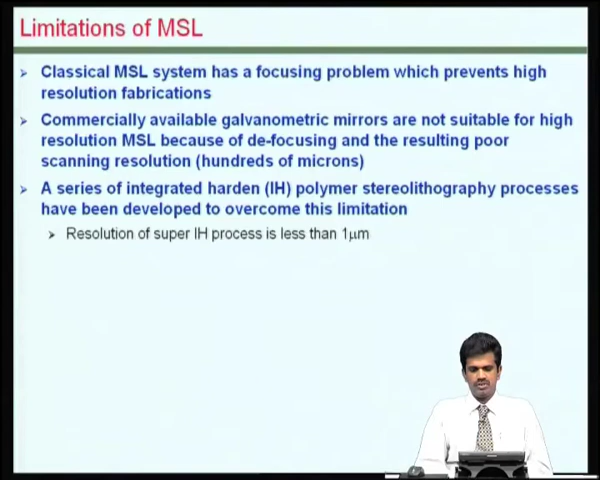 Limitations of MSL
Classical MSL system has a focusing problem which prevents high
resolution fabrications
Commercially available galvanometric mirrors are not suitable for high
resolution MSL because of de-focusing and the resulting poor
scanning resolution (hundreds of microns)
A series of integrated harden (IH) polymer stereolithography processes
have been developed to overcome this limitation
Resolution of super IH process is less than 1μm